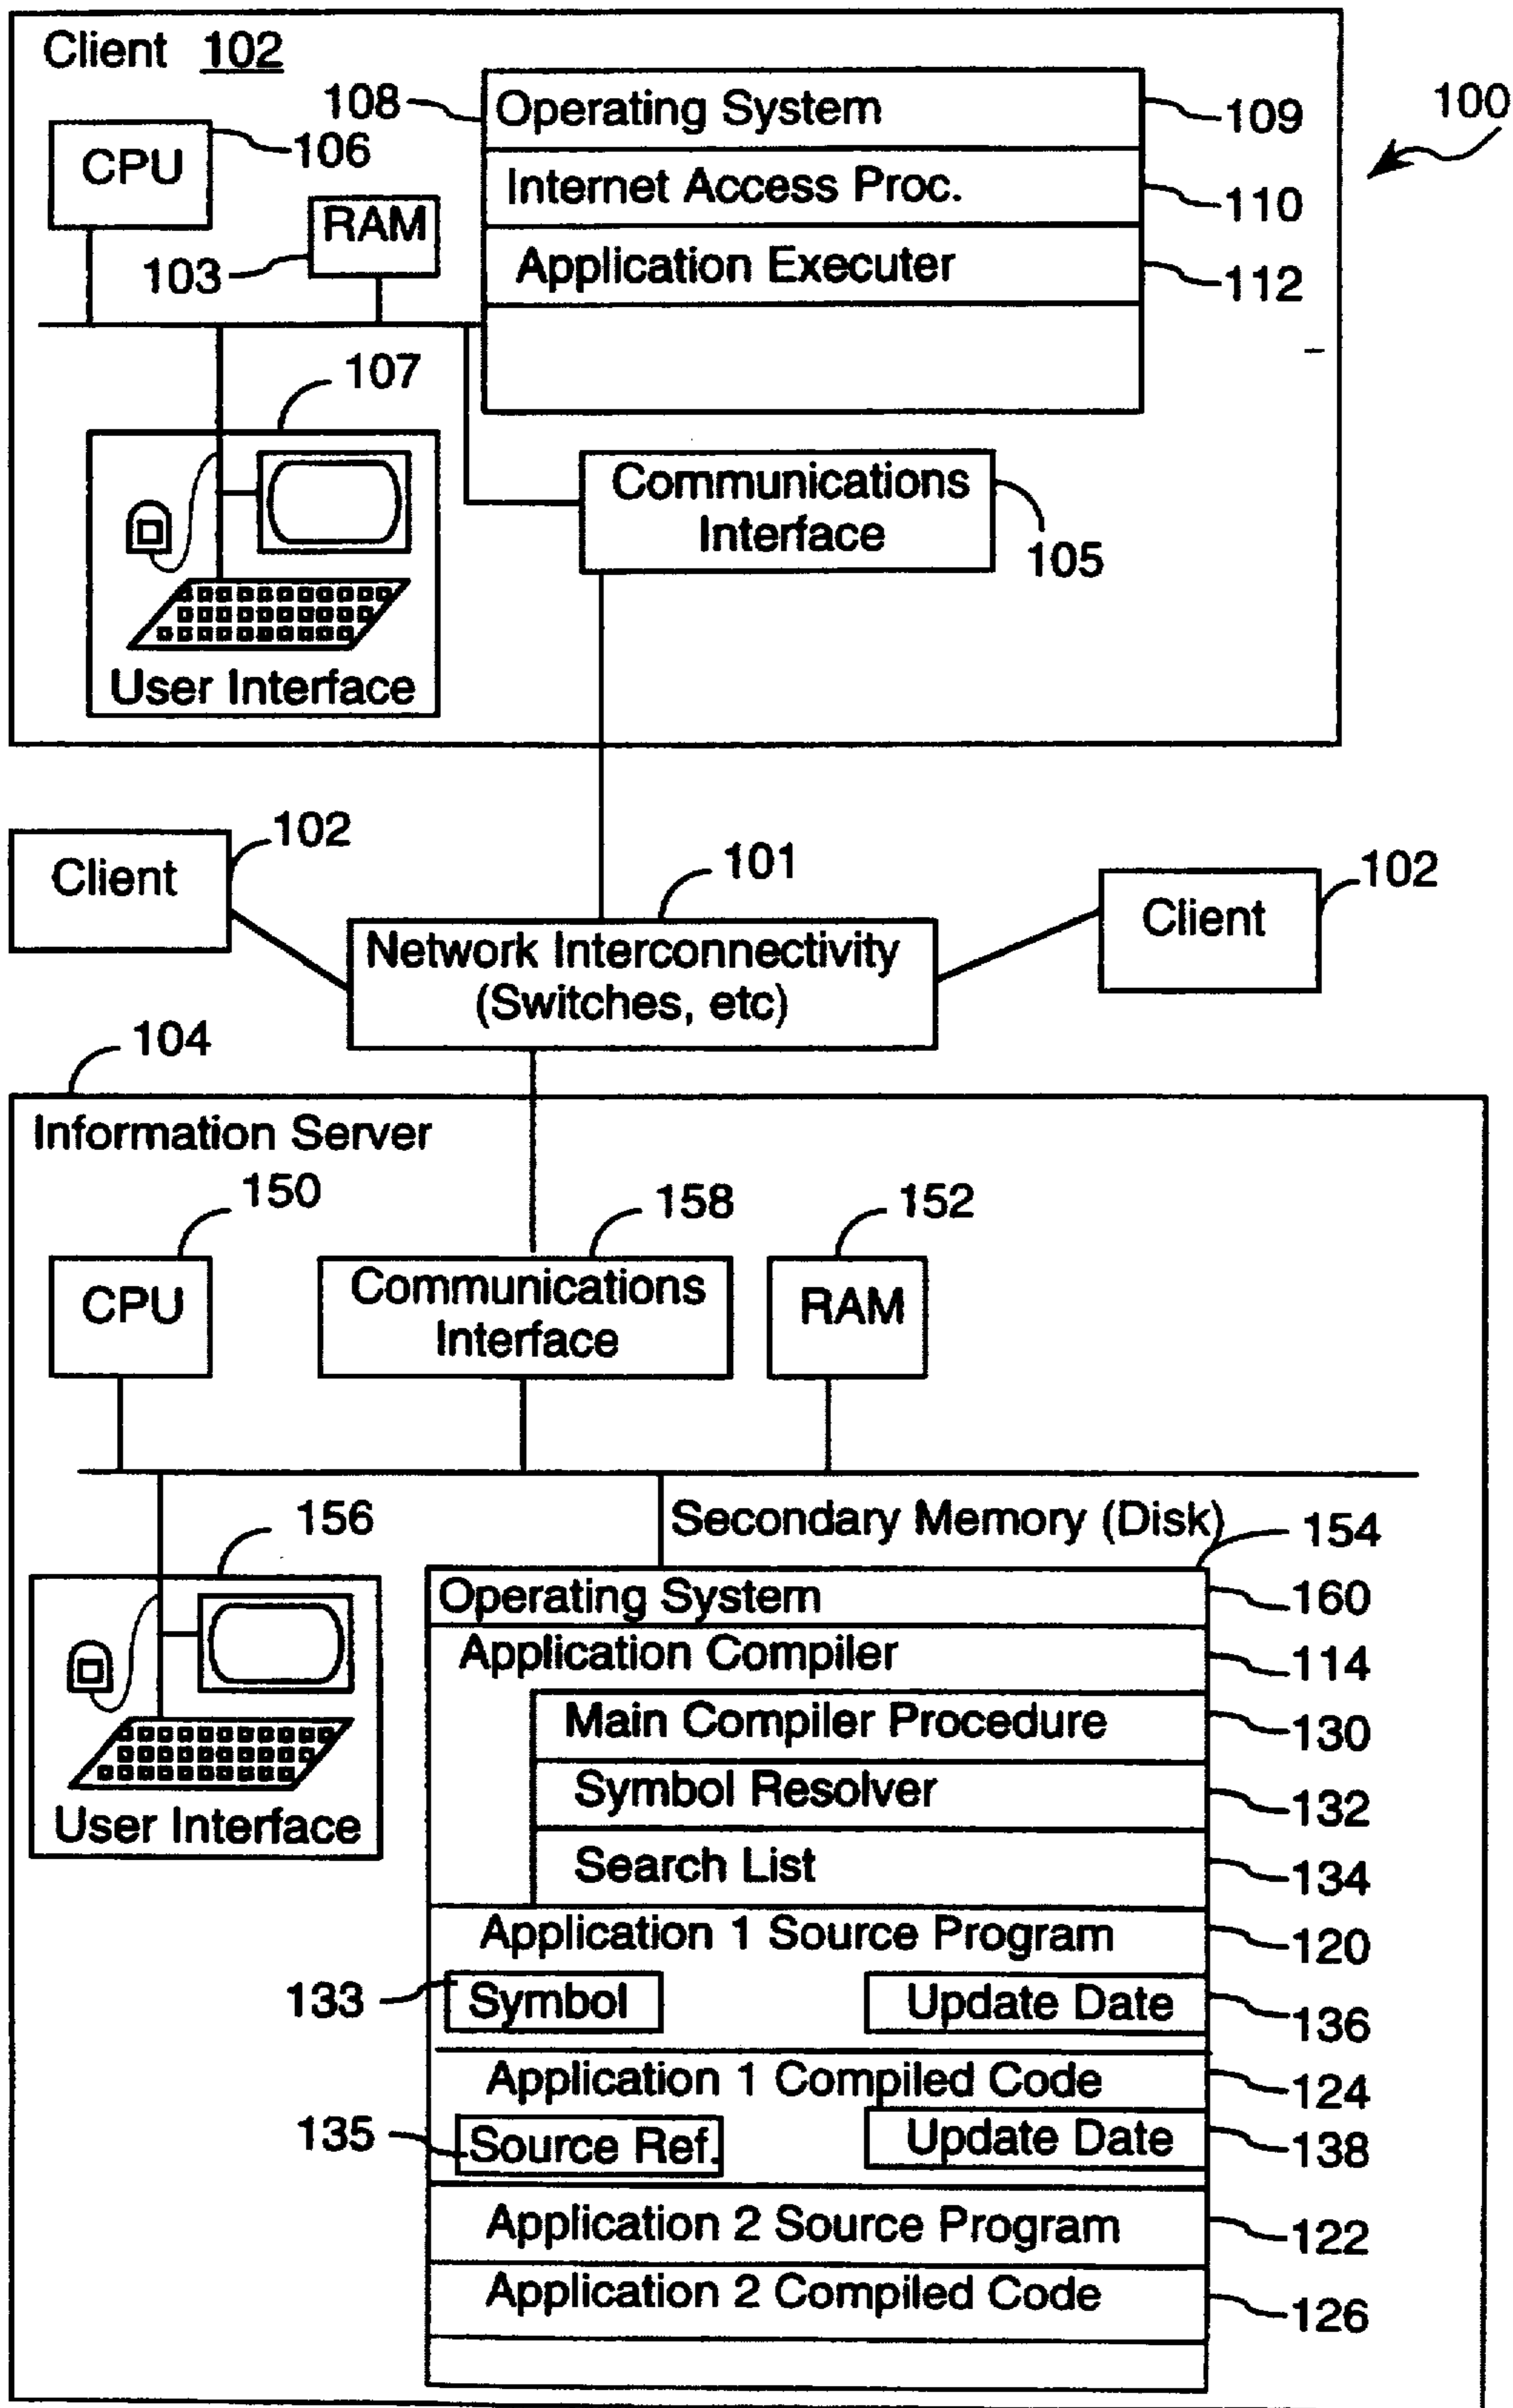 Client 102
108
Operating System
109
100
CPU
106
Internet Access Proc.
110
RAM
103
Application Executer
112
107
Communications
Interface
105
User Interface
Client
102
101
Client
102
Network Interconnectivity
(Switches, etc)
104
Information Server
150
158
152
CPU
Communications
Interface
RAM
156
Secondary Memory (Disk)
154
Operating System
160
Application Compiler
114
Main Compiler Procedure
130
Symbol Resolver
132
User Interface
Search List
134
Application 1 Source Program
120
133
Symbol
Update Date
136
Application 1 Compiled Code
124
135
Source Ref.
Update Date
138
Application 2 Source Program
122
Application 2 Compiled Code
126